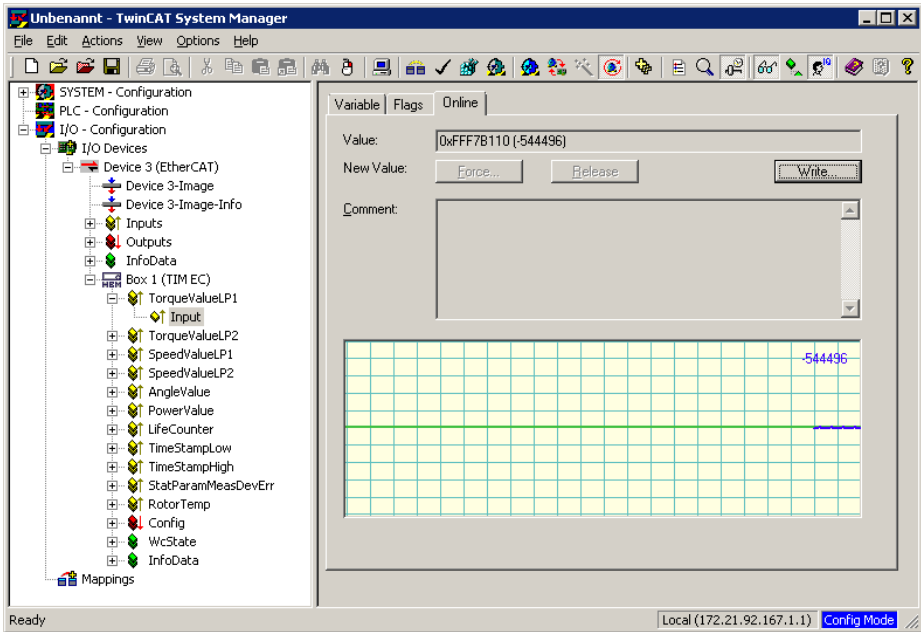 Unbenannt - TwinCAT System Manager
File Edit Actions View Options Help
SYSTEM - Configuration
PLC - Configuration
I/O - Configuration
I/O Devices
Device 3 (EtherCAT)
Device 3-Image
Device 3-Image-Info
Inputs
Outputs
InfoData
HBM Box 1 (TIM EC)
TorqueValueLP1
Input
TorqueValueLP2
SpeedValueLP1
SpeedValueLP2
AngleValue
PowerValue
LifeCounter
TimeStampLow
TimeStampHigh
StatParamMeasDevErr
RotorTemp
Config
WcState
InfoData
Mappings
Variable Flags Online
Value: 0xFFF7B110 (-544496)
New Value: Force... Release Write...
Comment:
-544496
Ready Local (172.21.92.167.1.1) Config Mode